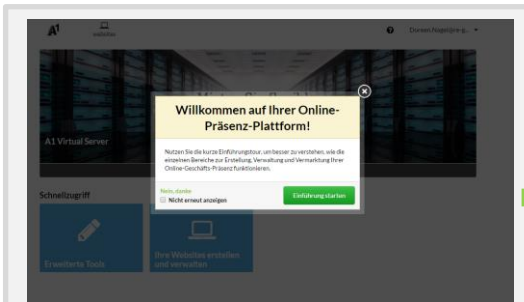 A1
websites
A1 Virtual Server
Willkommen auf Ihrer Online-
Präsenz-Plattform!
Nutzen Sie die kurze Einführungstour, um besser zu verstehen, wie die
einzelnen Bereiche zur Erstellung, Verwaltung und Vermarktung Ihrer
Online-Geschäfts-Präsenz funktionieren.
Nein, danke
Nicht erneut anzeigen
Einführung starten
Schnellzugriff
Erweiterte Tools
Ihre Websites erstellen
und verwalten